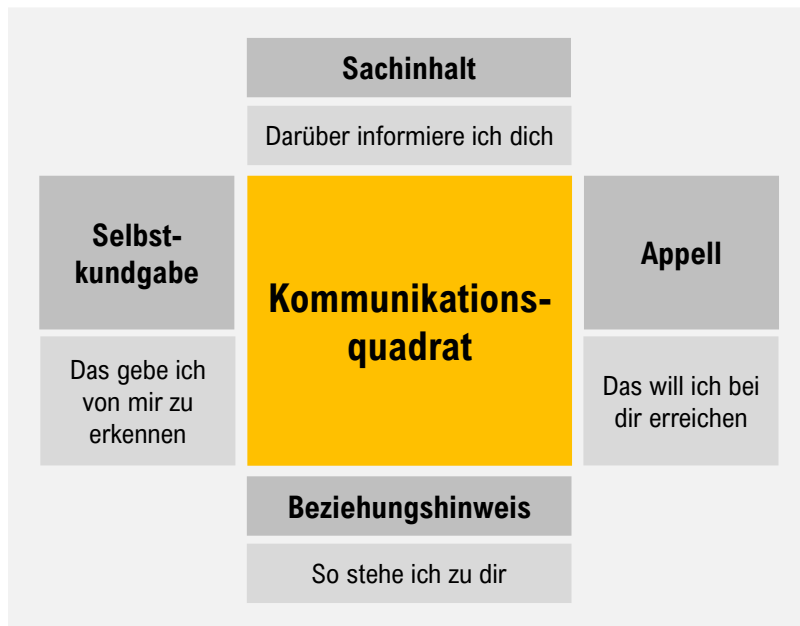 Sachinhalt
Darüber informiere ich dich
Selbst-
kundgabe
Das gebe ich
von mir zu
erkennen
Kommunikations-
quadrat
Appell
Das will ich bei
dir erreichen
Beziehungshinweis
So stehe ich zu dir